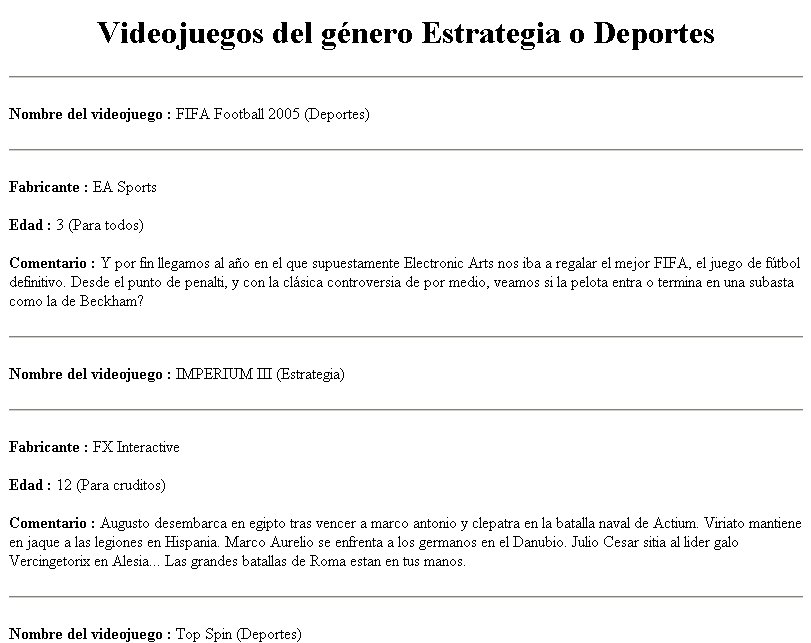 Videojuegos del género Estrategia o Deportes
Nombre del videojuego : FIFA Football 2005 (Deportes)
Fabricante : EA Sports
Edad : 3 (Para todos)
Comentario : Y por fin llegamos al año en el que supuestamente Electronic Arts nos iba a regalar el mejor FIFA, el juego de fútbol
definitivo. Desde el punto de penalti, y con la clásica controversia de por medio, veamos si la pelota entra o termina en una subasta
como la de Beckham?
Nombre del videojuego : IMPERIUM III (Estrategia)
Fabricante : FX Interactive
Edad : 12 (Para cruditos)
Comentario : Augusto desembarca en egipto tras vencer a marco antonio y clepatra en la batalla naval de Actium. Viriato mantiene
en jaque a las legiones en Hispania. Marco Aurelio se enfrenta a los germanos en el Danubio. Julio Cesar sitia al lider galo
Vercingetorix en Alesia... Las grandes batallas de Roma estan en tus manos.
Nombre del videojuego : Top Spin (Deportes)